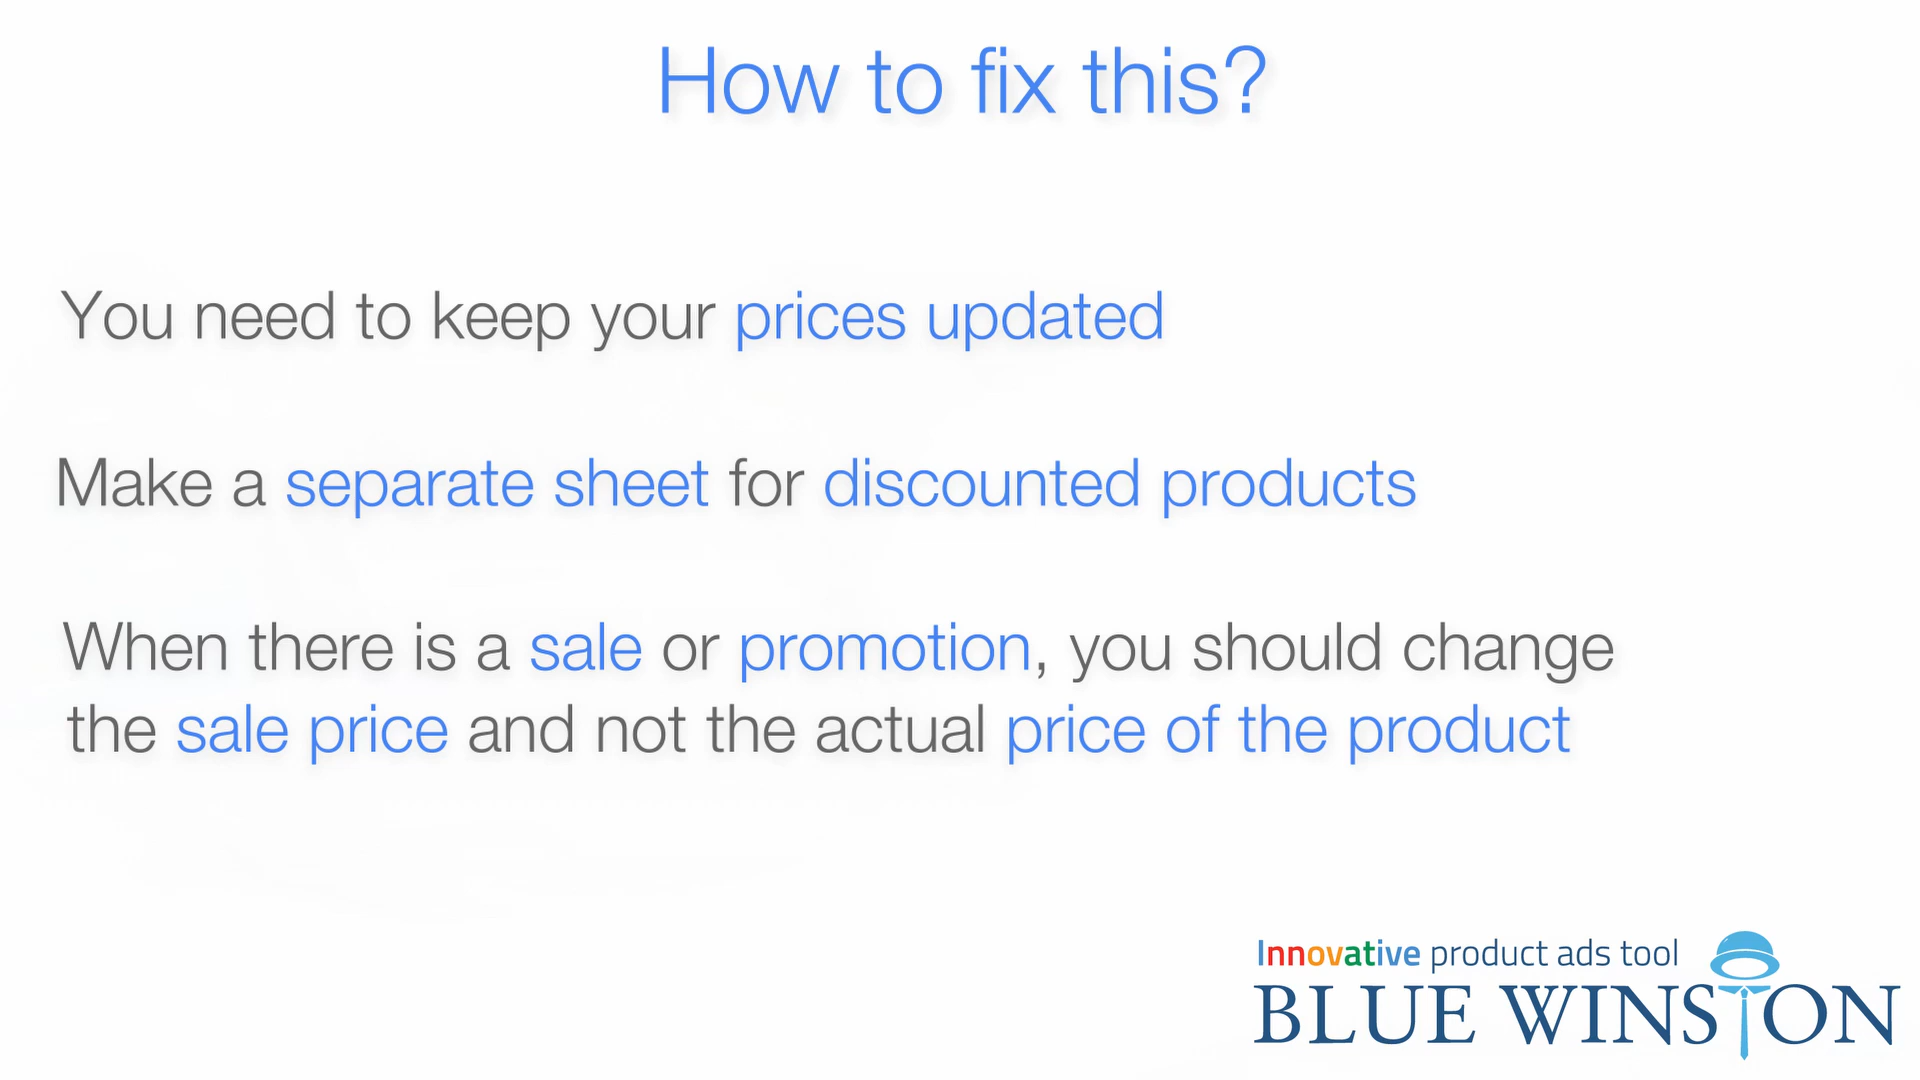 How to fix this?
You need to keep your prices updated
Make a separate sheet for discounted products
When there is a sale or promotion, you should change
the sale price and not the actual price of the product
Innovative product ads tool
BLUE WINSTON